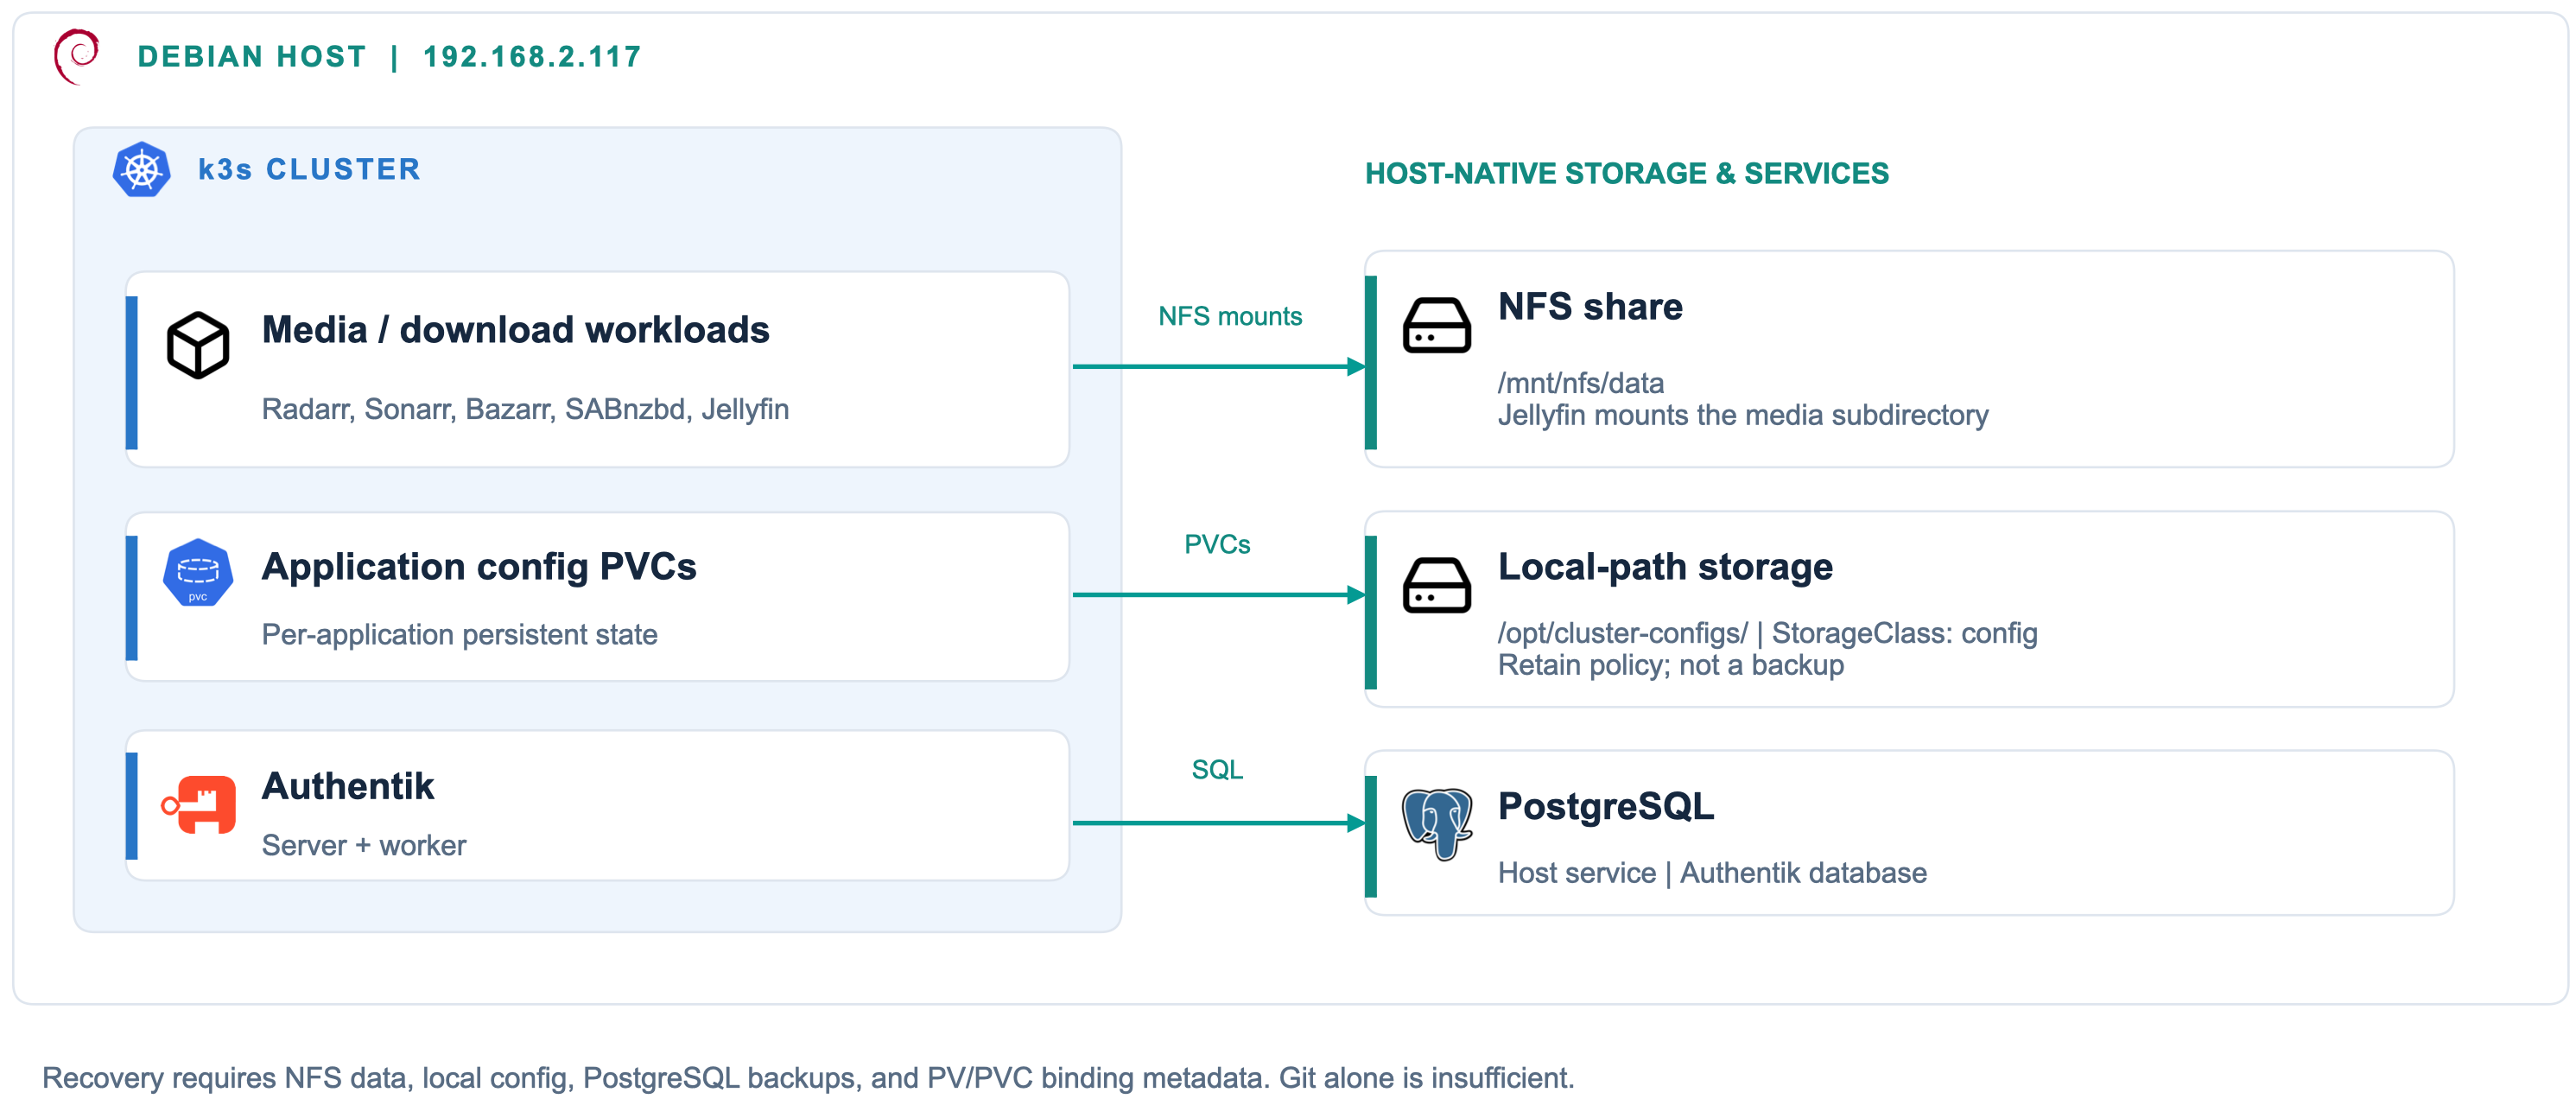 DEBIAN HOST | 192.168.2.117
k3s CLUSTER
Media / download workloads
Radarr, Sonarr, Bazarr, SABnzbd, Jellyfin
pvc
Application config PVCs
Per-application persistent state
Authentik
Server + worker
NFS mounts
PVCs
SQL
HOST-NATIVE STORAGE & SERVICES
NFS share
/mnt/nfs/data
Jellyfin mounts the media subdirectory
Local-path storage
/opt/cluster-configs/ | StorageClass: config
Retain policy; not a backup
PostgreSQL
Host service | Authentik database
Recovery requires NFS data, local config, PostgreSQL backups, and PV/PVC binding metadata. Git alone is insufficient.